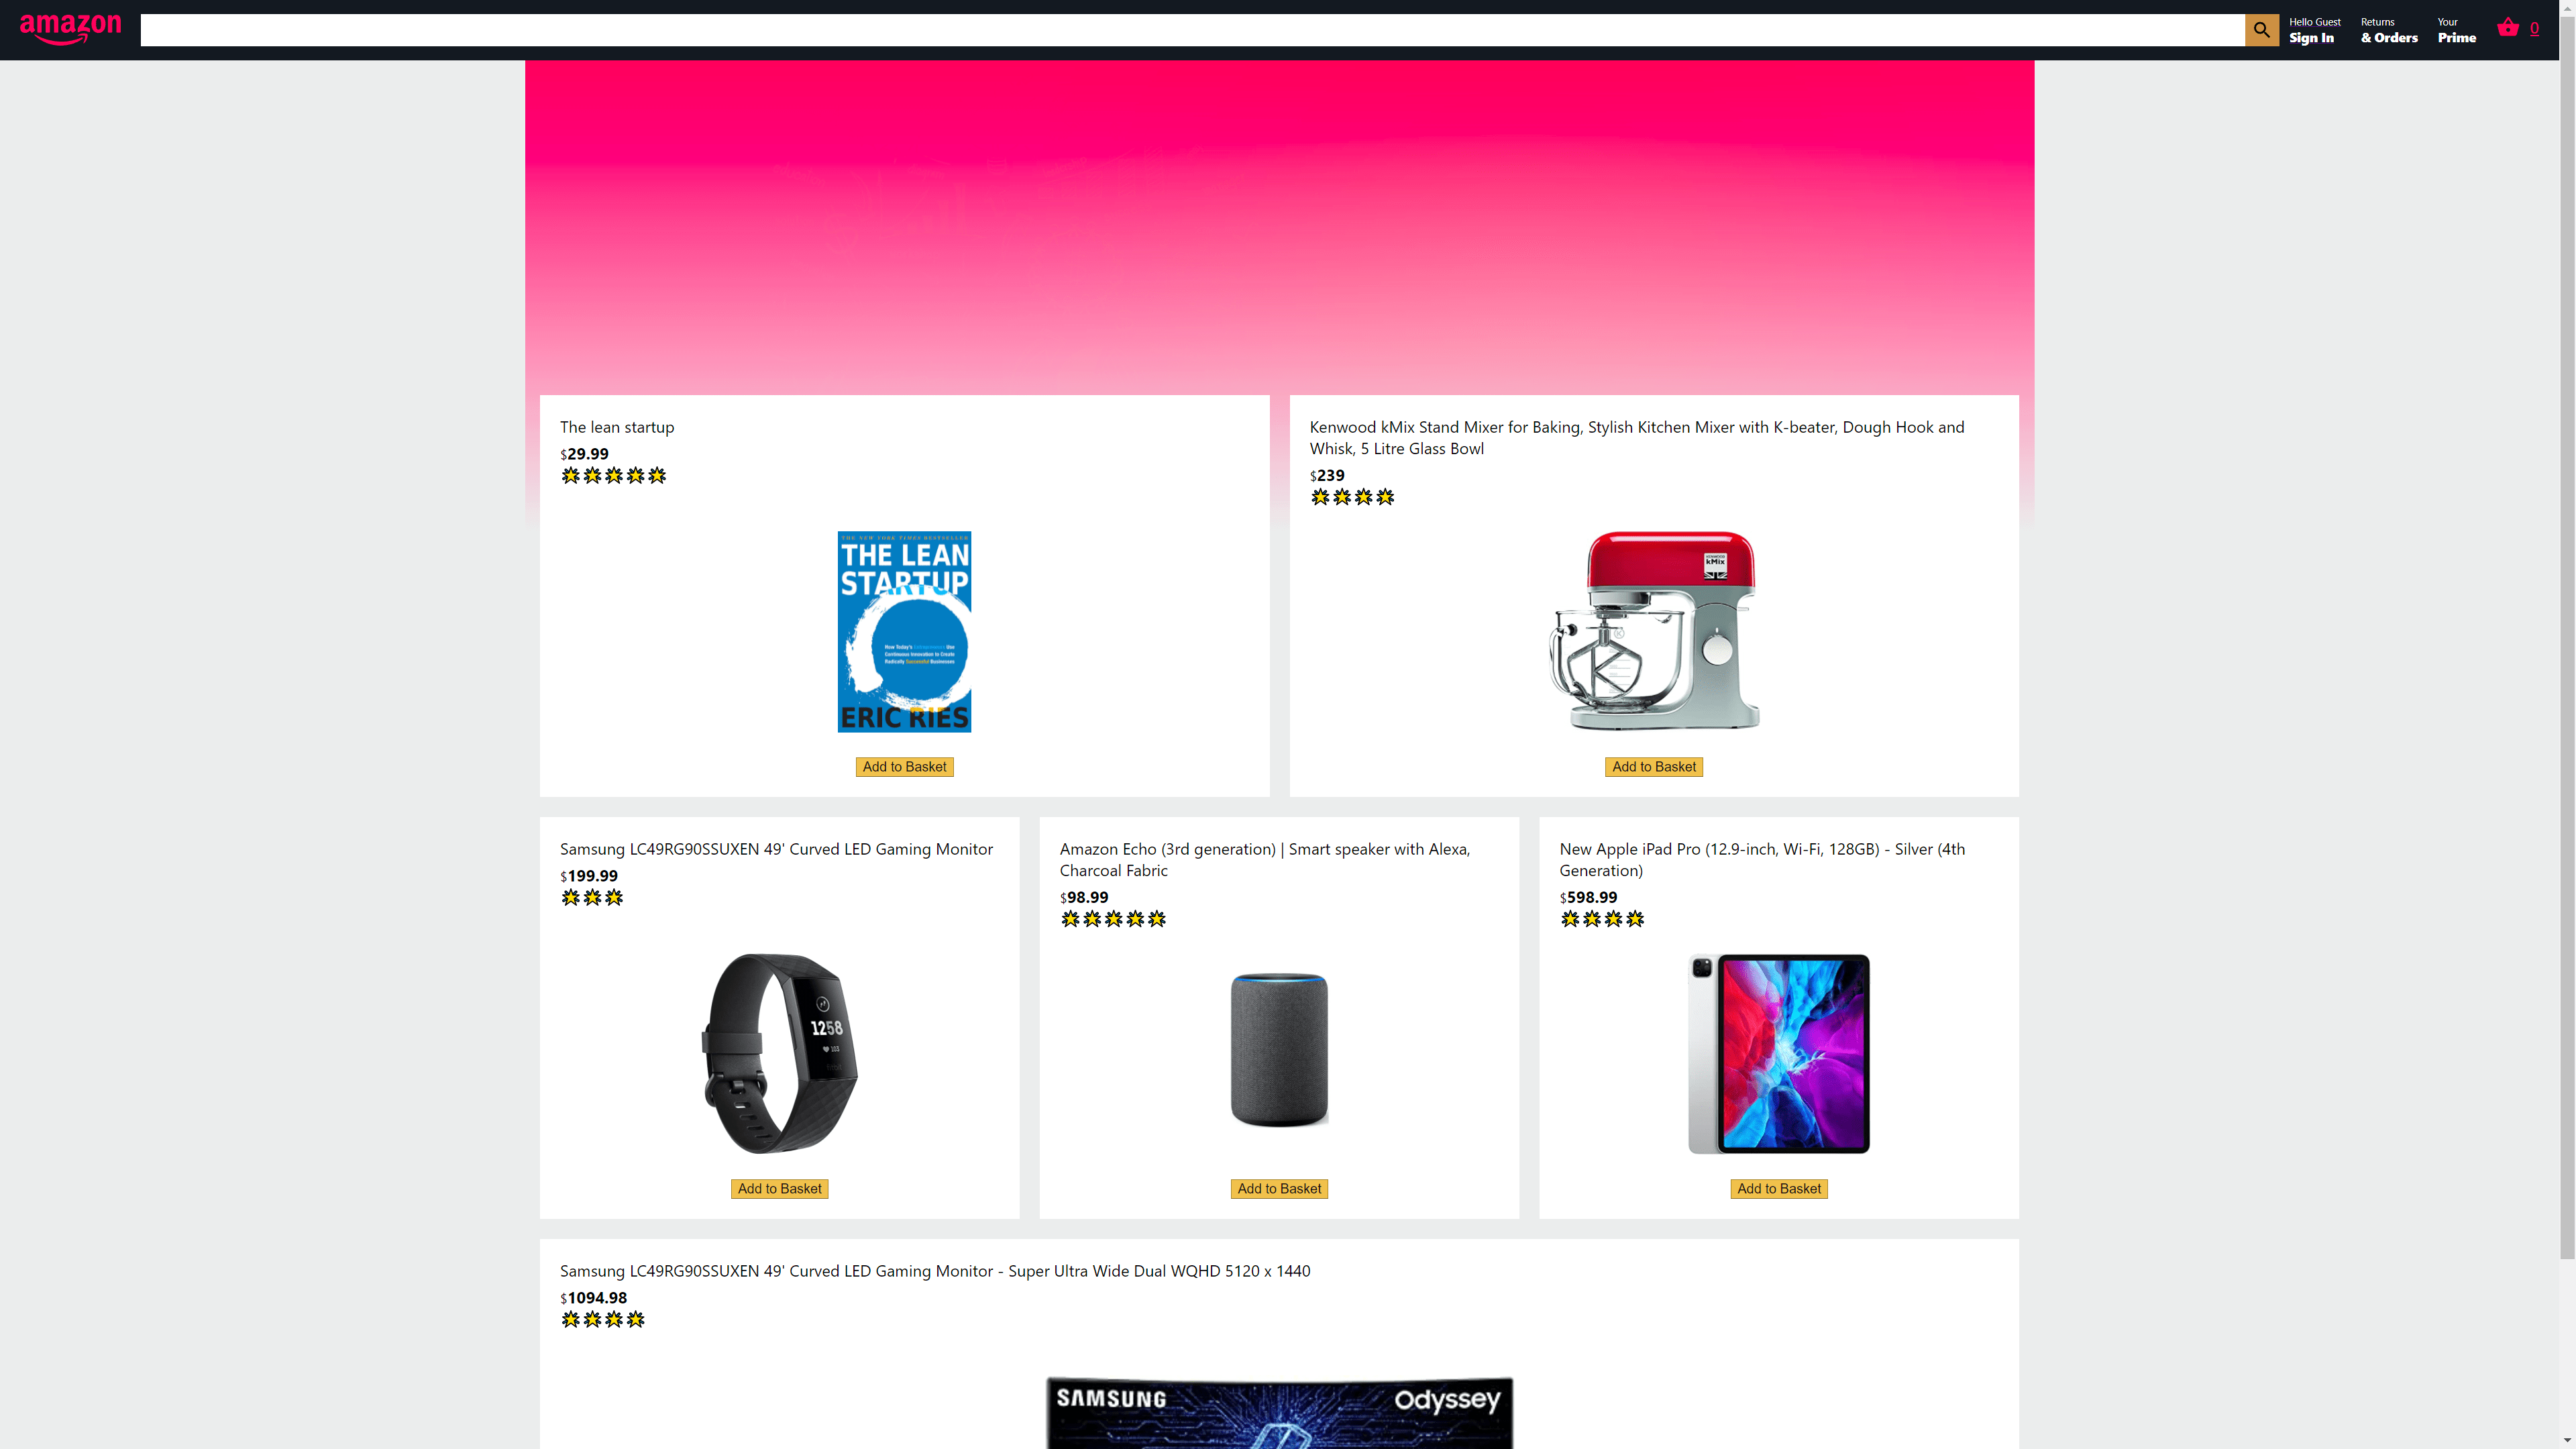 amazon
Hello Guest
Sign In
Returns
& Orders
Your
Prime
0
The lean startup
$29.99
THE NEW YORK TIMES BESTSELLER
THE LEAN
STARTUP
How Today's Entrepreneurs Use
Continuous Innovation to Create
Radically Successful Businesses
ERIC RIES
Add to Basket
Kenwood kMix Stand Mixer for Baking, Stylish Kitchen Mixer with K-beater, Dough Hook and
Whisk, 5 Litre Glass Bowl
$239
KENWOOD
kMix
K
Add to Basket
Samsung LC49RG90SSUXEN 49' Curved LED Gaming Monitor
$199.99
1258
103
Add to Basket
Amazon Echo (3rd generation) | Smart speaker with Alexa,
Charcoal Fabric
$98.99
Add to Basket
New Apple iPad Pro (12.9-inch, Wi-Fi, 128GB) - Silver (4th
Generation)
$598.99
Add to Basket
Samsung LC49RG90SSUXEN 49' Curved LED Gaming Monitor - Super Ultra Wide Dual WQHD 5120 x 1440
$1094.98
SAMSUNG
Odyssey